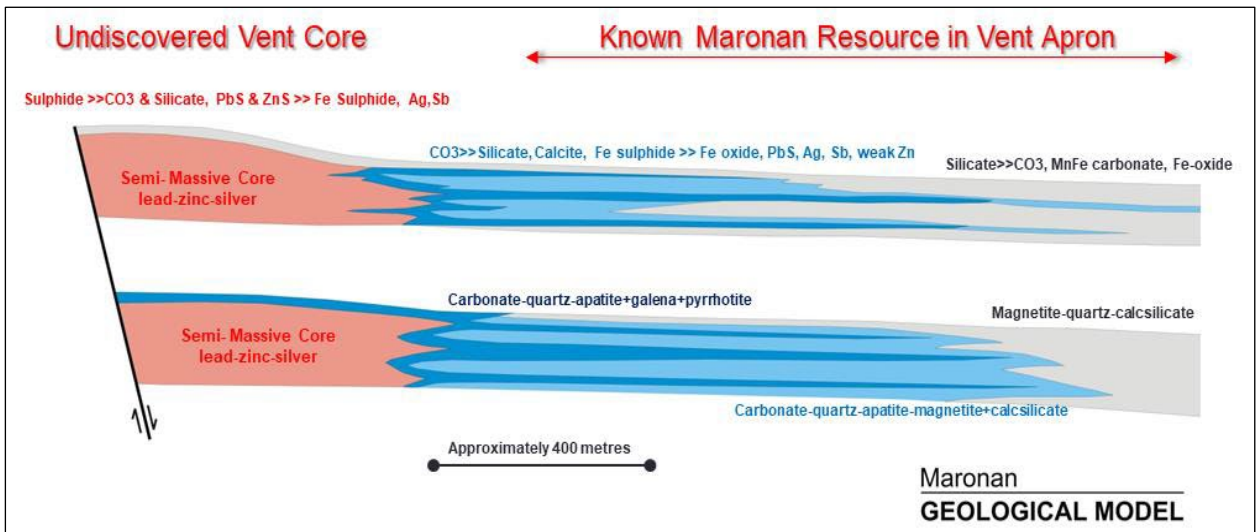 Undiscovered Vent Core
Known Maronan Resource in Vent Apron
Sulphide >>CO3 & Silicate, PbS & ZnS >> Fe Sulphide, Ag,Sb
CO3>> Silicate, Calcite, Fe sulphide >> Fe oxide, PbS, Ag, Sb, weak Zn
Silicate>>CO3, MnFe carbonate, Fe-oxide
Semi-Massive Core
lead-zinc-silver
Carbonate-quartz-apatite+galena+pyrrhotite
Magnetite-quartz-calcsilicate
Semi-Massive Core
lead-zinc-silver
Carbonate-quartz-apatite-magnetite+calcsilicate
Approximately 400 metres
Maronan
GEOLOGICAL MODEL